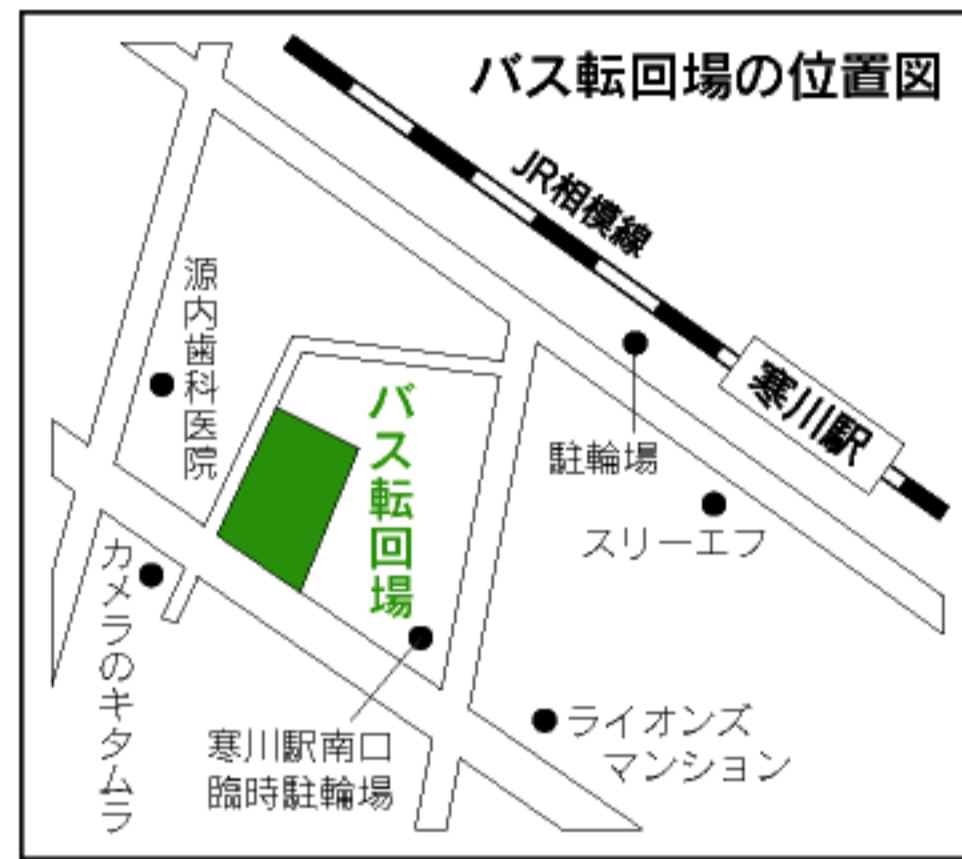 バス転回場の位置図
JR相模線
寒川駅
源内歯科医院
バス転回場
駐輪場
スリーエフ
カメラのキタムラ
寒川駅南口
臨時駐輪場
ライオンズ
マンション